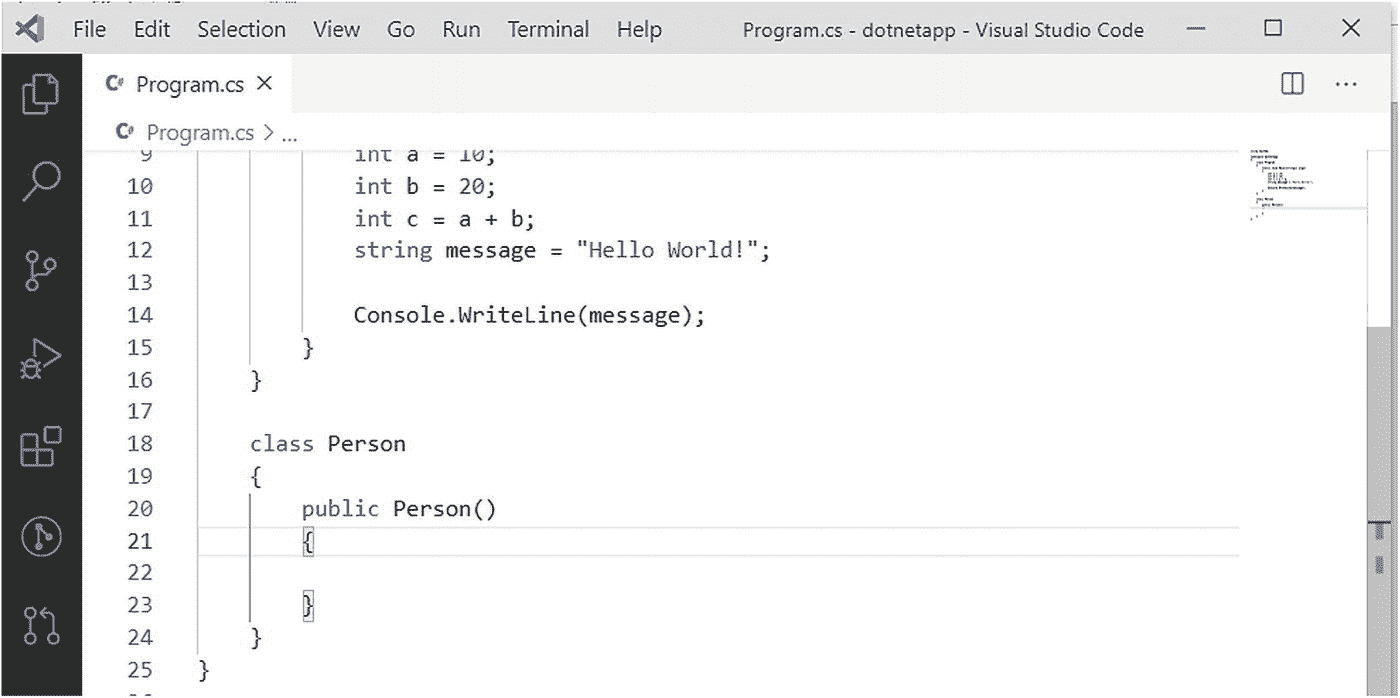 File Edit Selection View Go Run Terminal Help Program.cs - dotnetapp - Visual Studio Code
C# Program.cs
C# Program.cs > ...
9 int a = 10;
10 int b = 20;
11 int c = a + b;
12 string message = "Hello World!";
13
14 Console.WriteLine(message);
15 }
16 }
17
18 class Person
19 {
20 public Person()
21 {
22
23 }
24 }
25 }